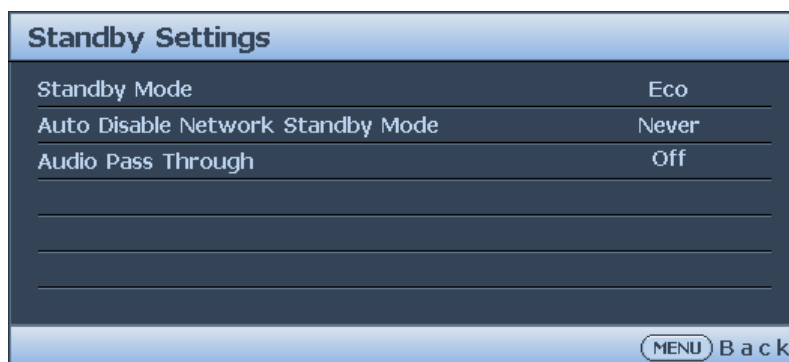 Standby Settings
Standby Mode Eco
Auto Disable Network Standby Mode Never
Audio Pass Through Off
MENU Back